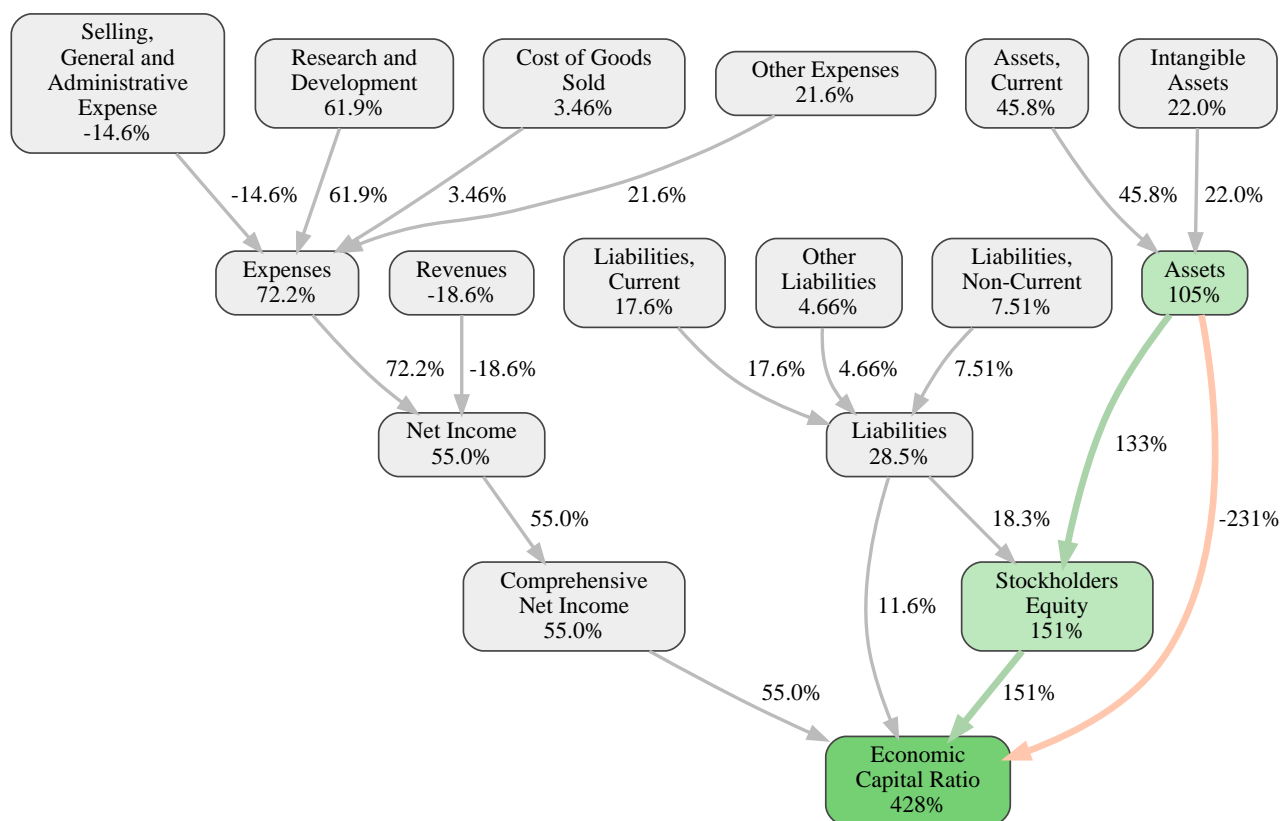 Selling,
General and
Administrative
Expense
-14.6%
Research and
Development
61.9%
Cost of Goods
Sold
3.46%
Other Expenses
21.6%
Assets,
Current
45.8%
Intangible
Assets
22.0%
-14.6%
61.9%
3.46%
21.6%
45.8%
22.0%
Expenses
72.2%
Revenues
-18.6%
Liabilities,
Current
17.6%
Other
Liabilities
4.66%
Liabilities,
Non-Current
7.51%
Assets
105%
72.2%
-18.6%
17.6%
4.66%
7.51%
Net Income
55.0%
Liabilities
28.5%
133%
55.0%
18.3%
-231%
Comprehensive
Net Income
55.0%
11.6%
Stockholders
Equity
151%
55.0%
151%
Economic
Capital Ratio
428%